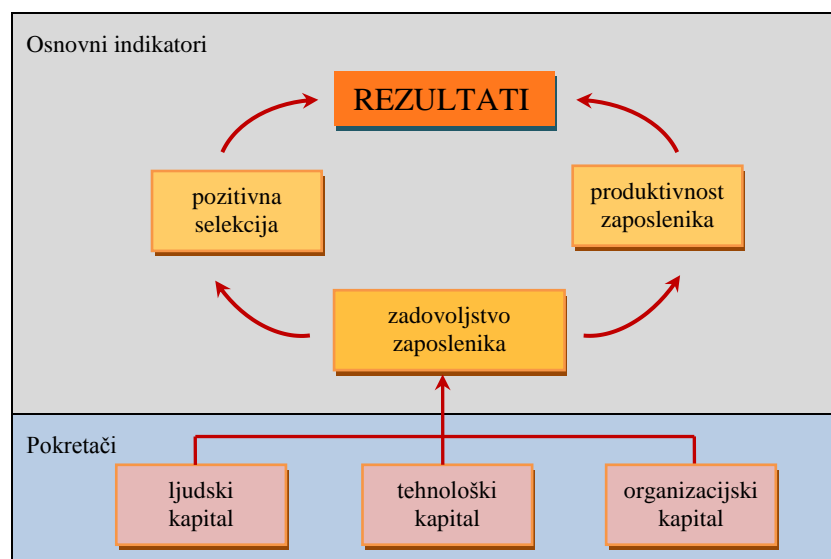 Osnovni indikatori
REZULTATI
pozitivna
selekcija
produktivnost
zaposlenika
zadovoljstvo
zaposlenika
Pokretači
ljudski
kapital
tehnološki
kapital
organizacijski
kapital